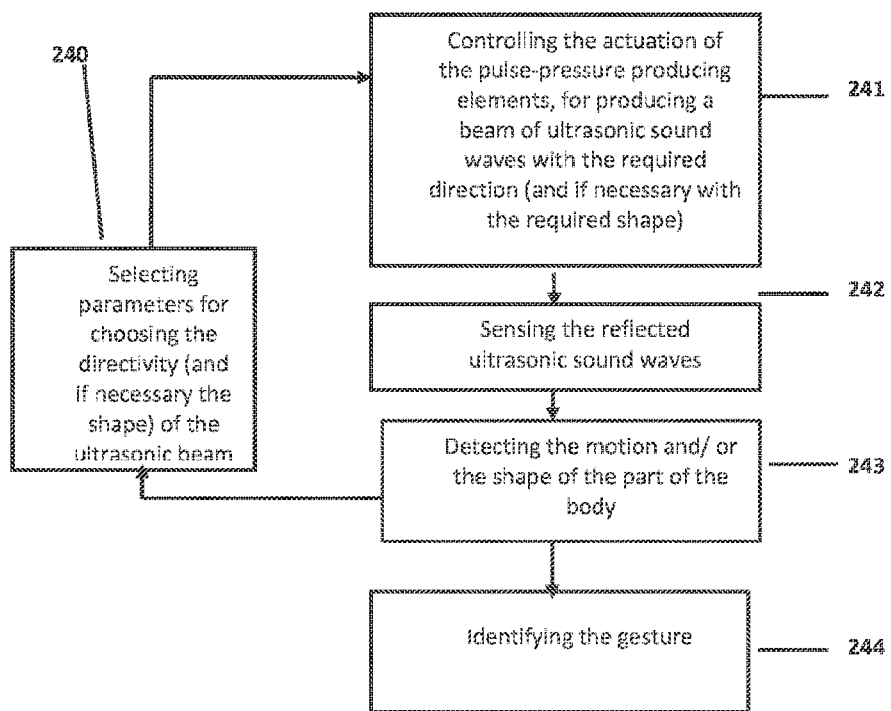 240
Selecting
parameters for
choosing the
directivity (and
if necessary the
shape) of the
ultrasonic beam
Controlling the actuation of
the pulse-pressure producing
elements, for producing a
beam of ultrasonic sound
waves with the required
direction (and if necessary with
the required shape)
241
Sensing the reflected
ultrasonic sound waves
242
Detecting the motion and/ or
the shape of the part of the
body
243
Identifying the gesture
244